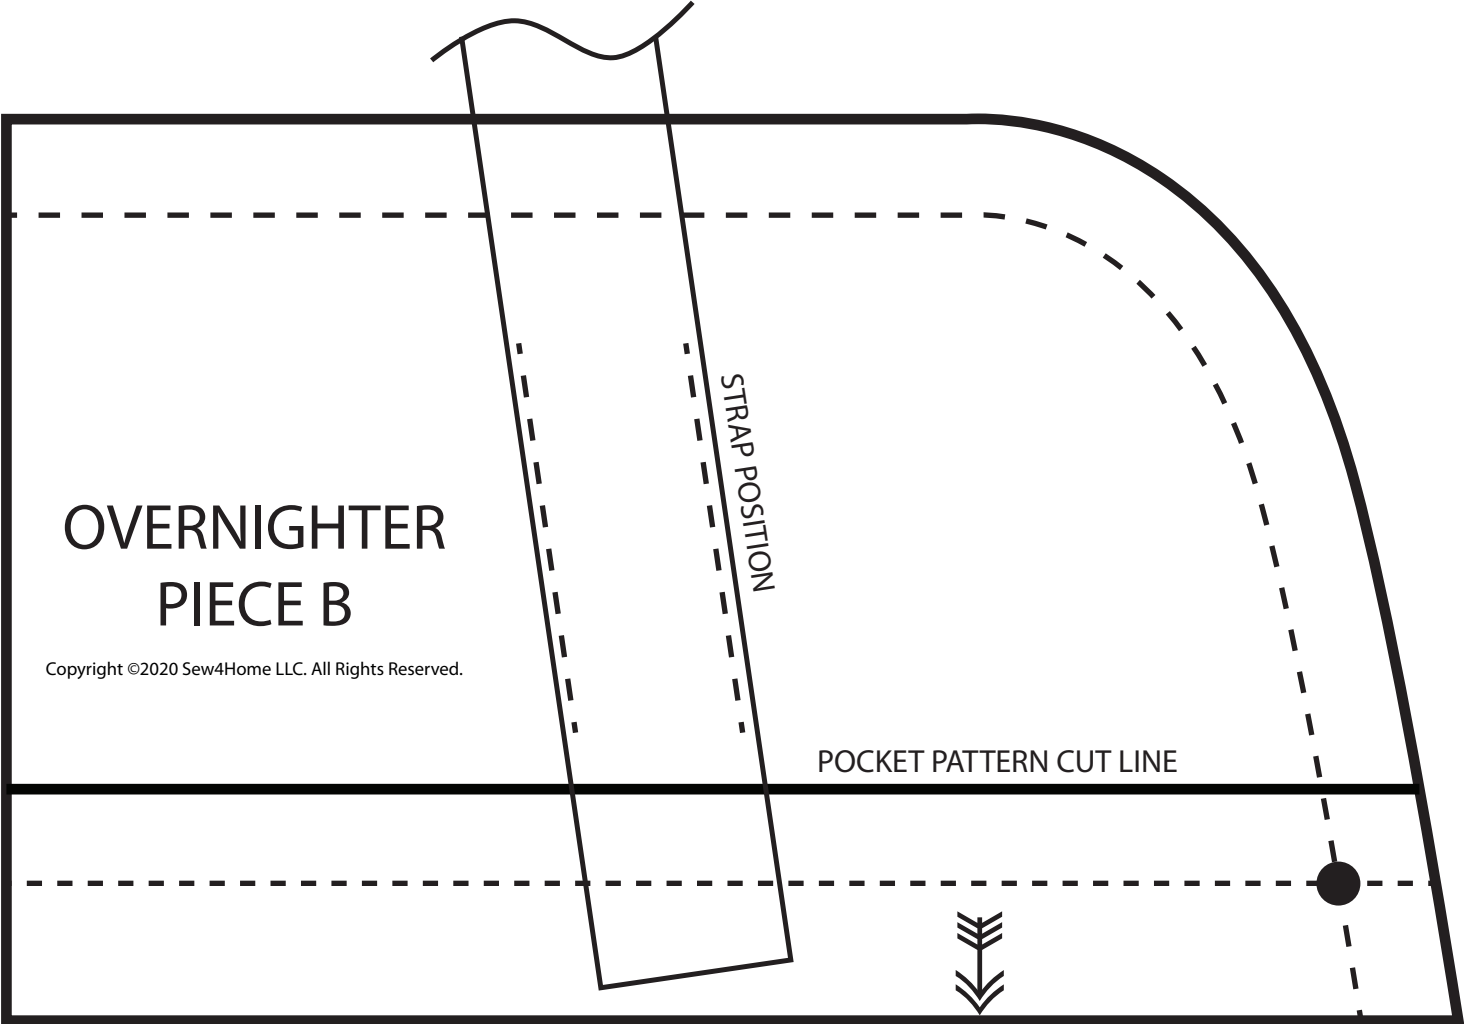 OVERNIGHTER
PIECE B
Copyright ©2020 Sew4Home LLC. All Rights Reserved.
STRAP POSITION
POCKET PATTERN CUT LINE